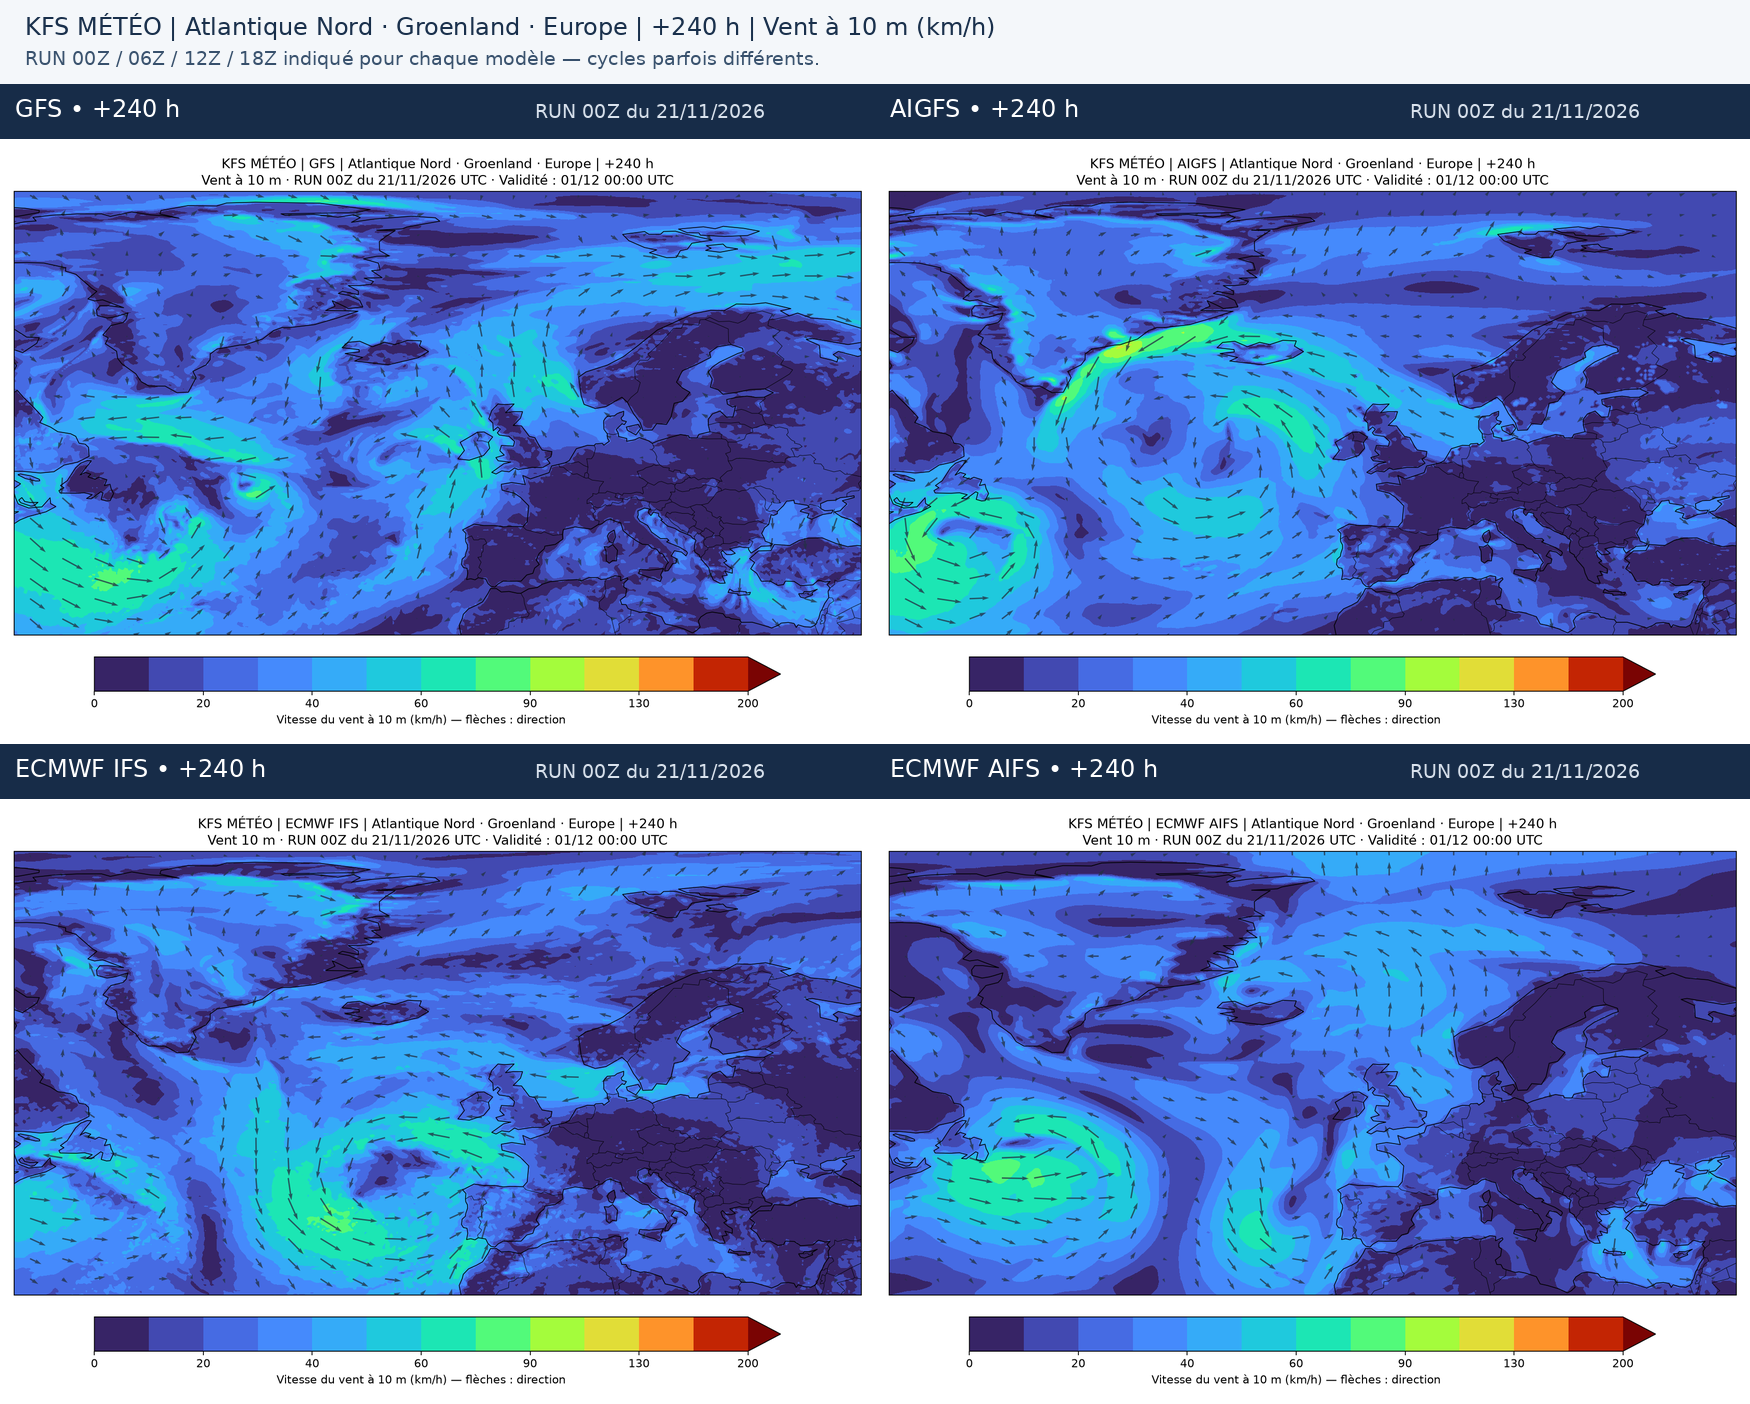 KFS MÉTÉO | Atlantique Nord · Groenland · Europe | +240 h | Vent à 10 m (km/h)
RUN 00Z / 06Z / 12Z / 18Z indiqué pour chaque modèle — cycles parfois différents.
GFS • +240 h
RUN 00Z du 21/11/2026
AIGFS • +240 h
RUN 00Z du 21/11/2026
KFS MÉTÉO | GFS | Atlantique Nord · Groenland · Europe | +240 h
Vent à 10 m · RUN 00Z du 21/11/2026 UTC · Validité : 01/12 00:00 UTC
KFS MÉTÉO | AIGFS | Atlantique Nord · Groenland · Europe | +240 h
Vent à 10 m · RUN 00Z du 21/11/2026 UTC · Validité : 01/12 00:00 UTC
0 20 40 60 90 130 200
Vitesse du vent à 10 m (km/h) — flèches : direction
0 20 40 60 90 130 200
Vitesse du vent à 10 m (km/h) — flèches : direction
ECMWF IFS • +240 h
RUN 00Z du 21/11/2026
ECMWF AIFS • +240 h
RUN 00Z du 21/11/2026
KFS MÉTÉO | ECMWF IFS | Atlantique Nord · Groenland · Europe | +240 h
Vent 10 m · RUN 00Z du 21/11/2026 UTC · Validité : 01/12 00:00 UTC
KFS MÉTÉO | ECMWF AIFS | Atlantique Nord · Groenland · Europe | +240 h
Vent 10 m · RUN 00Z du 21/11/2026 UTC · Validité : 01/12 00:00 UTC
0 20 40 60 90 130 200
Vitesse du vent à 10 m (km/h) — flèches : direction
0 20 40 60 90 130 200
Vitesse du vent à 10 m (km/h) — flèches : direction